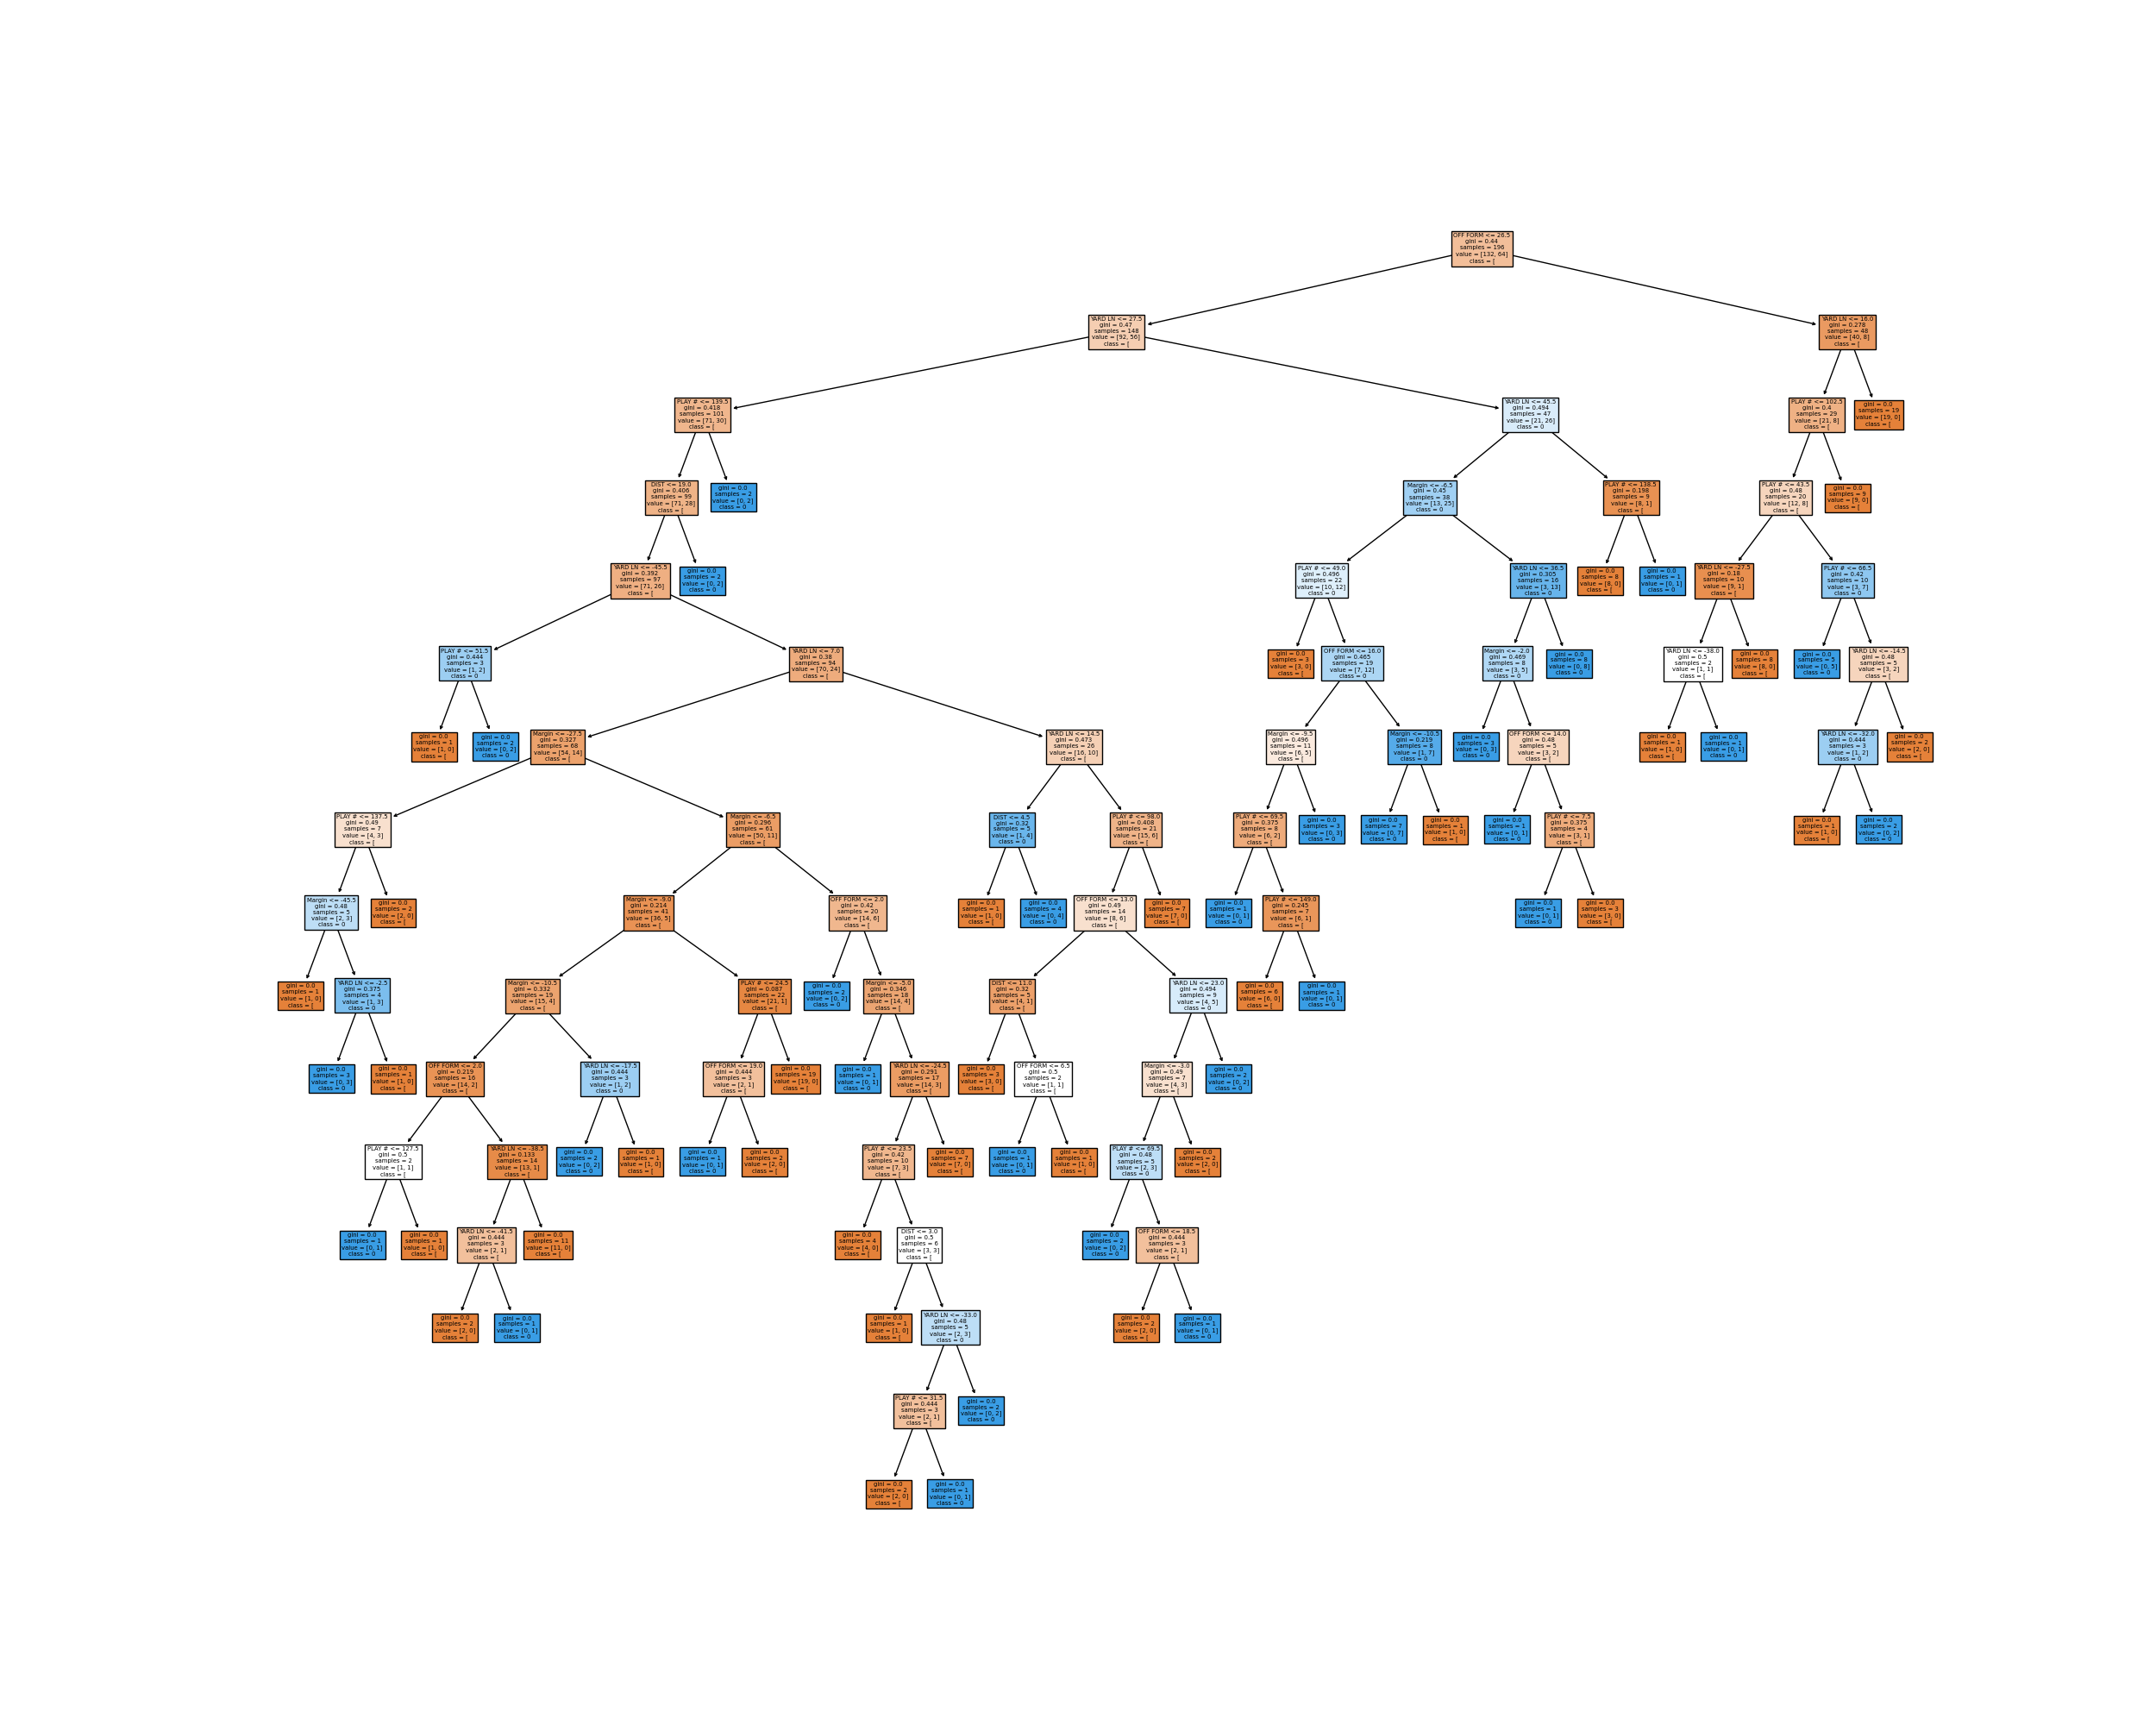 OFF FORM <= 26.5
gini = 0.44
samples = 196
value = [132, 64]
class = [
YARD LN <= 27.5
gini = 0.47
samples = 148
value = [92, 56]
class = [
YARD LN <= 16.0
gini = 0.278
samples = 48
value = [40, 8]
class = [
PLAY # <= 139.5
gini = 0.418
samples = 101
value = [71, 30]
class = [
YARD LN <= 45.5
gini = 0.494
samples = 47
value = [21, 26]
class = 0
PLAY # <= 102.5
gini = 0.4
samples = 29
value = [21, 8]
class = [
gini = 0.0
samples = 19
value = [19, 0]
class = [
DIST <= 19.0
gini = 0.406
samples = 99
value = [71, 28]
class = [
gini = 0.0
samples = 2
value = [0, 2]
class = 0
Margin <= -6.5
gini = 0.45
samples = 38
value = [13, 25]
class = 0
PLAY # <= 138.5
gini = 0.198
samples = 9
value = [8, 1]
class = [
PLAY # <= 43.5
gini = 0.48
samples = 20
value = [12, 8]
class = [
gini = 0.0
samples = 9
value = [9, 0]
class = [
YARD LN <= -45.5
gini = 0.392
samples = 97
value = [71, 26]
class = [
gini = 0.0
samples = 2
value = [0, 2]
class = 0
PLAY # <= 49.0
gini = 0.496
samples = 22
value = [10, 12]
class = 0
YARD LN <= 36.5
gini = 0.305
samples = 16
value = [3, 13]
class = 0
gini = 0.0
samples = 8
value = [8, 0]
class = [
gini = 0.0
samples = 1
value = [0, 1]
class = 0
YARD LN <= -27.5
gini = 0.18
samples = 10
value = [9, 1]
class = [
PLAY # <= 66.5
gini = 0.42
samples = 10
value = [3, 7]
class = 0
PLAY # <= 51.5
gini = 0.444
samples = 3
value = [1, 2]
class = 0
YARD LN <= 7.0
gini = 0.38
samples = 94
value = [70, 24]
class = [
gini = 0.0
samples = 3
value = [3, 0]
class = [
OFF FORM <= 16.0
gini = 0.465
samples = 19
value = [7, 12]
class = 0
Margin <= -2.0
gini = 0.469
samples = 8
value = [3, 5]
class = 0
gini = 0.0
samples = 8
value = [0, 8]
class = 0
YARD LN <= -38.0
gini = 0.5
samples = 2
value = [1, 1]
class = [
gini = 0.0
samples = 8
value = [8, 0]
class = [
gini = 0.0
samples = 5
value = [0, 5]
class = 0
YARD LN <= -14.5
gini = 0.48
samples = 5
value = [3, 2]
class = [
gini = 0.0
samples = 1
value = [1, 0]
class = [
gini = 0.0
samples = 2
value = [0, 2]
class = 0
Margin <= -27.5
gini = 0.327
samples = 68
value = [54, 14]
class = [
YARD LN <= 14.5
gini = 0.473
samples = 26
value = [16, 10]
class = [
Margin <= -9.5
gini = 0.496
samples = 11
value = [6, 5]
class = [
Margin <= -10.5
gini = 0.219
samples = 8
value = [1, 7]
class = 0
gini = 0.0
samples = 3
value = [0, 3]
class = 0
OFF FORM <= 14.0
gini = 0.48
samples = 5
value = [3, 2]
class = [
gini = 0.0
samples = 1
value = [1, 0]
class = [
gini = 0.0
samples = 1
value = [0, 1]
class = 0
YARD LN <= -32.0
gini = 0.444
samples = 3
value = [1, 2]
class = 0
gini = 0.0
samples = 2
value = [2, 0]
class = [
PLAY # <= 137.5
gini = 0.49
samples = 7
value = [4, 3]
class = [
Margin <= -6.5
gini = 0.296
samples = 61
value = [50, 11]
class = [
DIST <= 4.5
gini = 0.32
samples = 5
value = [1, 4]
class = 0
PLAY # <= 98.0
gini = 0.408
samples = 21
value = [15, 6]
class = [
PLAY # <= 69.5
gini = 0.375
samples = 8
value = [6, 2]
class = [
gini = 0.0
samples = 3
value = [0, 3]
class = 0
gini = 0.0
samples = 7
value = [0, 7]
class = 0
gini = 0.0
samples = 1
value = [1, 0]
class = [
gini = 0.0
samples = 1
value = [0, 1]
class = 0
PLAY # <= 7.5
gini = 0.375
samples = 4
value = [3, 1]
class = [
gini = 0.0
samples = 1
value = [1, 0]
class = [
gini = 0.0
samples = 2
value = [0, 2]
class = 0
Margin <= -45.5
gini = 0.48
samples = 5
value = [2, 3]
class = 0
gini = 0.0
samples = 2
value = [2, 0]
class = [
Margin <= -9.0
gini = 0.214
samples = 41
value = [36, 5]
class = [
OFF FORM <= 2.0
gini = 0.42
samples = 20
value = [14, 6]
class = [
gini = 0.0
samples = 1
value = [1, 0]
class = [
gini = 0.0
samples = 4
value = [0, 4]
class = 0
OFF FORM <= 13.0
gini = 0.49
samples = 14
value = [8, 6]
class = [
gini = 0.0
samples = 7
value = [7, 0]
class = [
gini = 0.0
samples = 1
value = [0, 1]
class = 0
PLAY # <= 149.0
gini = 0.245
samples = 7
value = [6, 1]
class = [
gini = 0.0
samples = 1
value = [0, 1]
class = 0
gini = 0.0
samples = 3
value = [3, 0]
class = [
gini = 0.0
samples = 1
value = [1, 0]
class = [
YARD LN <= -2.5
gini = 0.375
samples = 4
value = [1, 3]
class = 0
Margin <= -10.5
gini = 0.332
samples = 19
value = [15, 4]
class = [
PLAY # <= 24.5
gini = 0.087
samples = 22
value = [21, 1]
class = [
gini = 0.0
samples = 2
value = [0, 2]
class = 0
Margin <= -5.0
gini = 0.346
samples = 18
value = [14, 4]
class = [
DIST <= 11.0
gini = 0.32
samples = 5
value = [4, 1]
class = [
YARD LN <= 23.0
gini = 0.494
samples = 9
value = [4, 5]
class = 0
gini = 0.0
samples = 6
value = [6, 0]
class = [
gini = 0.0
samples = 1
value = [0, 1]
class = 0
gini = 0.0
samples = 3
value = [0, 3]
class = 0
gini = 0.0
samples = 1
value = [1, 0]
class = [
OFF FORM <= 2.0
gini = 0.219
samples = 16
value = [14, 2]
class = [
YARD LN <= -17.5
gini = 0.444
samples = 3
value = [1, 2]
class = 0
OFF FORM <= 19.0
gini = 0.444
samples = 3
value = [2, 1]
class = [
gini = 0.0
samples = 19
value = [19, 0]
class = [
gini = 0.0
samples = 1
value = [0, 1]
class = 0
YARD LN <= -24.5
gini = 0.291
samples = 17
value = [14, 3]
class = [
gini = 0.0
samples = 3
value = [3, 0]
class = [
OFF FORM <= 6.5
gini = 0.5
samples = 2
value = [1, 1]
class = [
Margin <= -3.0
gini = 0.49
samples = 7
value = [4, 3]
class = [
gini = 0.0
samples = 2
value = [0, 2]
class = 0
PLAY # <= 127.5
gini = 0.5
samples = 2
value = [1, 1]
class = [
YARD LN <= -38.5
gini = 0.133
samples = 14
value = [13, 1]
class = [
gini = 0.0
samples = 2
value = [0, 2]
class = 0
gini = 0.0
samples = 1
value = [1, 0]
class = [
gini = 0.0
samples = 1
value = [0, 1]
class = 0
gini = 0.0
samples = 2
value = [2, 0]
class = [
PLAY # <= 23.5
gini = 0.42
samples = 10
value = [7, 3]
class = [
gini = 0.0
samples = 7
value = [7, 0]
class = [
gini = 0.0
samples = 1
value = [0, 1]
class = 0
gini = 0.0
samples = 1
value = [1, 0]
class = [
PLAY # <= 69.5
gini = 0.48
samples = 5
value = [2, 3]
class = 0
gini = 0.0
samples = 2
value = [2, 0]
class = [
gini = 0.0
samples = 1
value = [0, 1]
class = 0
gini = 0.0
samples = 1
value = [1, 0]
class = [
YARD LN <= -41.5
gini = 0.444
samples = 3
value = [2, 1]
class = [
gini = 0.0
samples = 11
value = [11, 0]
class = [
gini = 0.0
samples = 4
value = [4, 0]
class = [
DIST <= 3.0
gini = 0.5
samples = 6
value = [3, 3]
class = [
gini = 0.0
samples = 2
value = [0, 2]
class = 0
OFF FORM <= 18.5
gini = 0.444
samples = 3
value = [2, 1]
class = [
gini = 0.0
samples = 2
value = [2, 0]
class = [
gini = 0.0
samples = 1
value = [0, 1]
class = 0
gini = 0.0
samples = 1
value = [1, 0]
class = [
YARD LN <= -33.0
gini = 0.48
samples = 5
value = [2, 3]
class = 0
gini = 0.0
samples = 2
value = [2, 0]
class = [
gini = 0.0
samples = 1
value = [0, 1]
class = 0
PLAY # <= 31.5
gini = 0.444
samples = 3
value = [2, 1]
class = [
gini = 0.0
samples = 2
value = [0, 2]
class = 0
gini = 0.0
samples = 2
value = [2, 0]
class = [
gini = 0.0
samples = 1
value = [0, 1]
class = 0